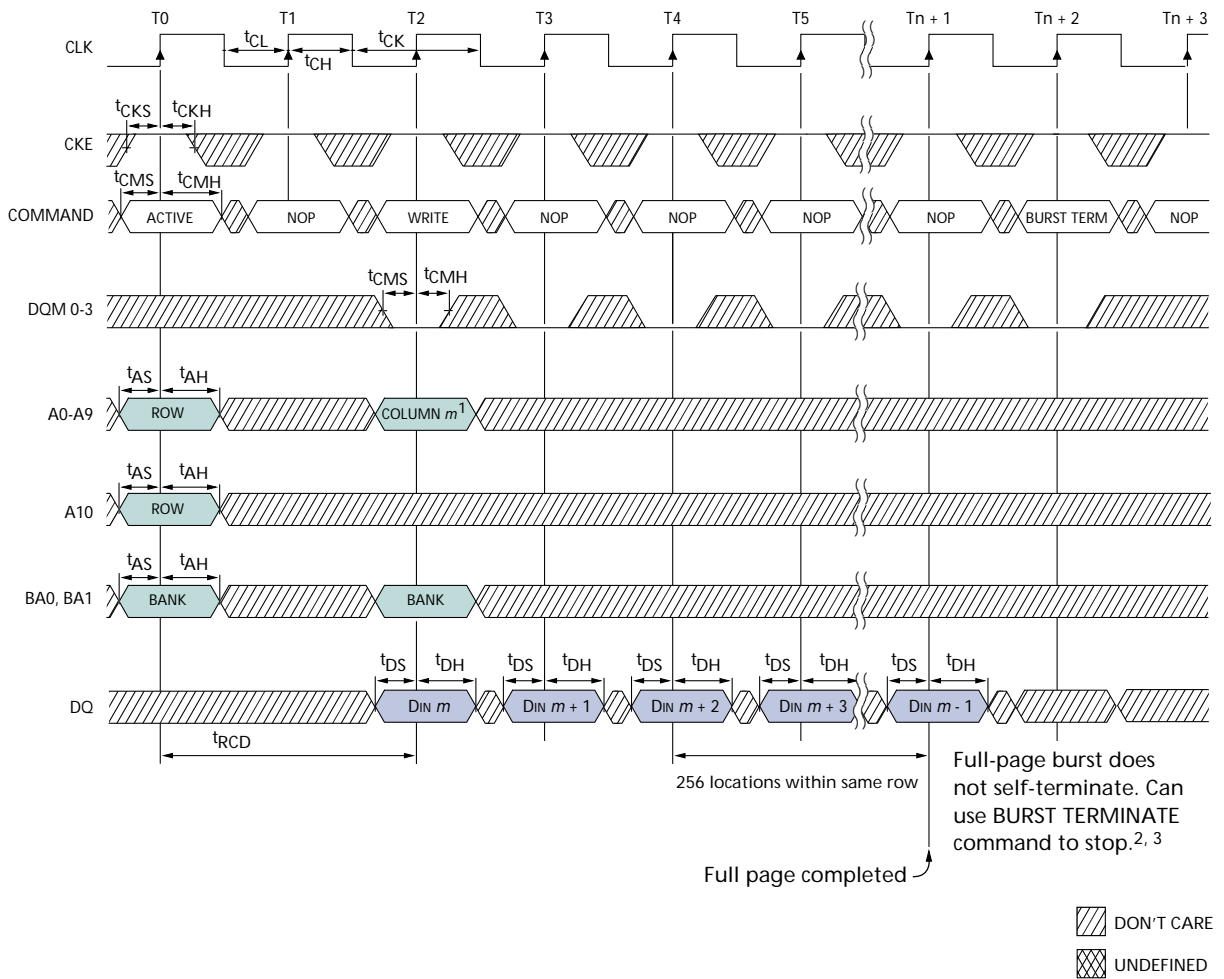 T0 T1 T2 T3 T4 T5 Tn + 1 Tn + 2 Tn + 3
CLK
tCL tCK
tCH
tCKS tCKH
CKE
tCMS tCMH
COMMAND ACTIVE NOP WRITE NOP NOP NOP NOP BURST TERM NOP
tCMS tCMH
DQM 0-3
tAS tAH
A0-A9 ROW COLUMN m1
tAS tAH
A10 ROW
tAS tAH
BA0, BA1 BANK BANK
tDS tDH tDS tDH tDS tDH tDS tDH tDS tDH
DQ DIN m DIN m + 1 DIN m + 2 DIN m + 3 DIN m - 1
tRCD
256 locations within same row
Full-page burst does
not self-terminate. Can
use BURST TERMINATE
command to stop.2, 3
Full page completed
DON'T CARE
UNDEFINED